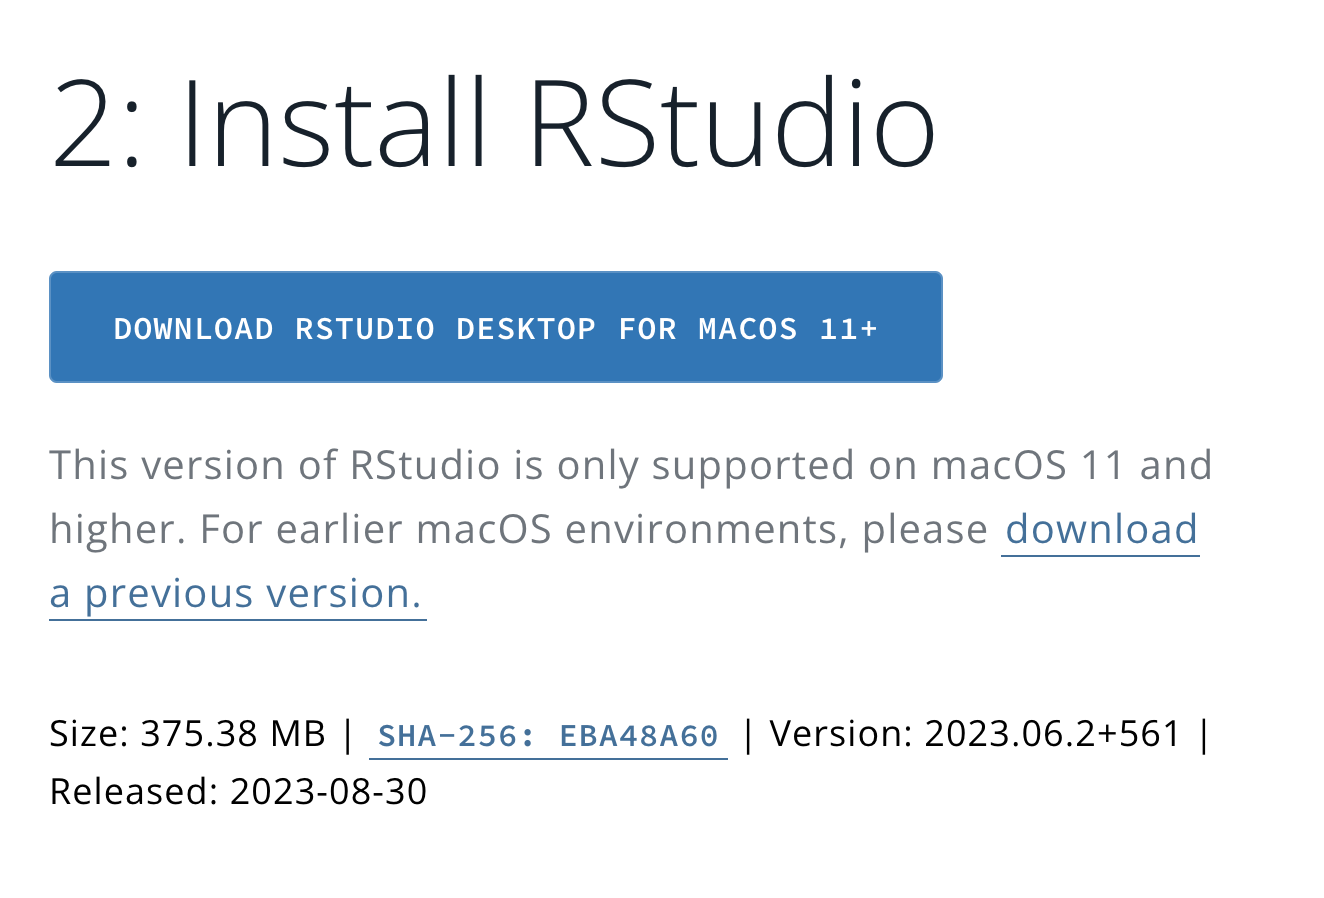 2: Install RStudio
DOWNLOAD RSTUDIO DESKTOP FOR MACOS 11+
This version of RStudio is only supported on macOS 11 and
higher. For earlier macOS environments, please download
a previous version.
Size: 375.38 MB | SHA-256: EBA48A60 | Version: 2023.06.2+561 |
Released: 2023-08-30